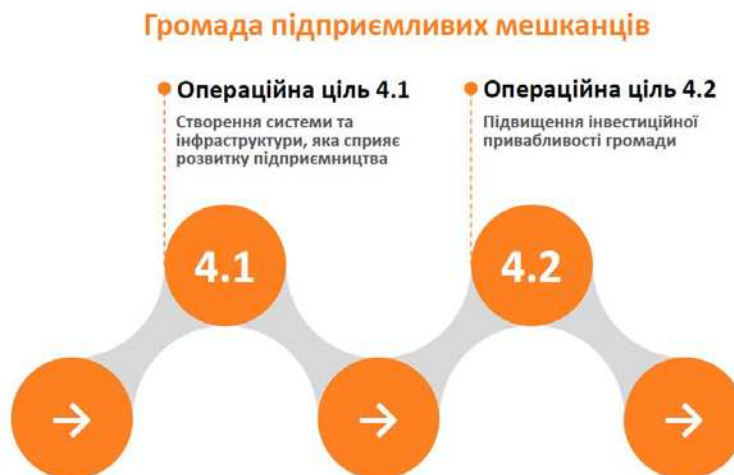 Громада підприємливих мешканців
Операційна ціль 4.1
Створення системи та
інфраструктури, яка сприяє
розвитку підприємництва
Операційна ціль 4.2
Підвищення інвестиційної
привабливості громади
4.1
4.2